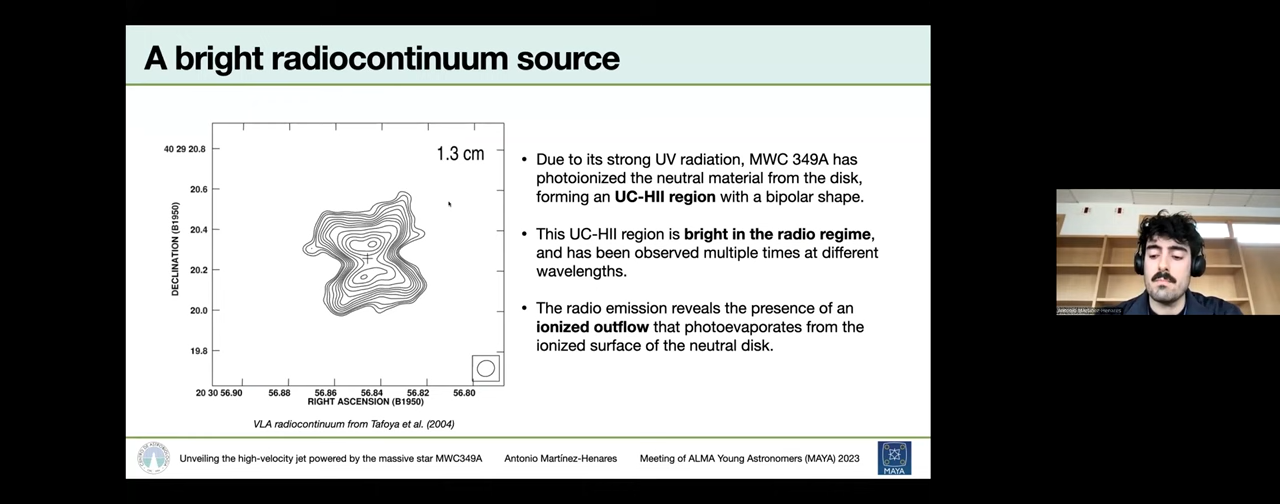 A bright radiocontinuum source
1.3 cm
40 29 20.8
20.6
20.4
20.2
20.0
19.8
DECLINATION (B1950)
20 30 56.90
56.88
56.86
56.84
56.82
56.80
RIGHT ASCENSION (B1950)
VLA radiocontinuum from Tafoya et al. (2004)
• Due to its strong UV radiation, MWC 349A has
photoionized the neutral material from the disk,
forming an UC-HII region with a bipolar shape.
• This UC-HII region is bright in the radio regime,
and has been observed multiple times at different
wavelengths.
• The radio emission reveals the presence of an
ionized outflow that photoevaporates from the
ionized surface of the neutral disk.
Unveiling the high-velocity jet powered by the massive star MWC349A
Antonio Martínez-Henares
Meeting of ALMA Young Astronomers (MAYA) 2023
MAYA
Antonio Martínez Henares